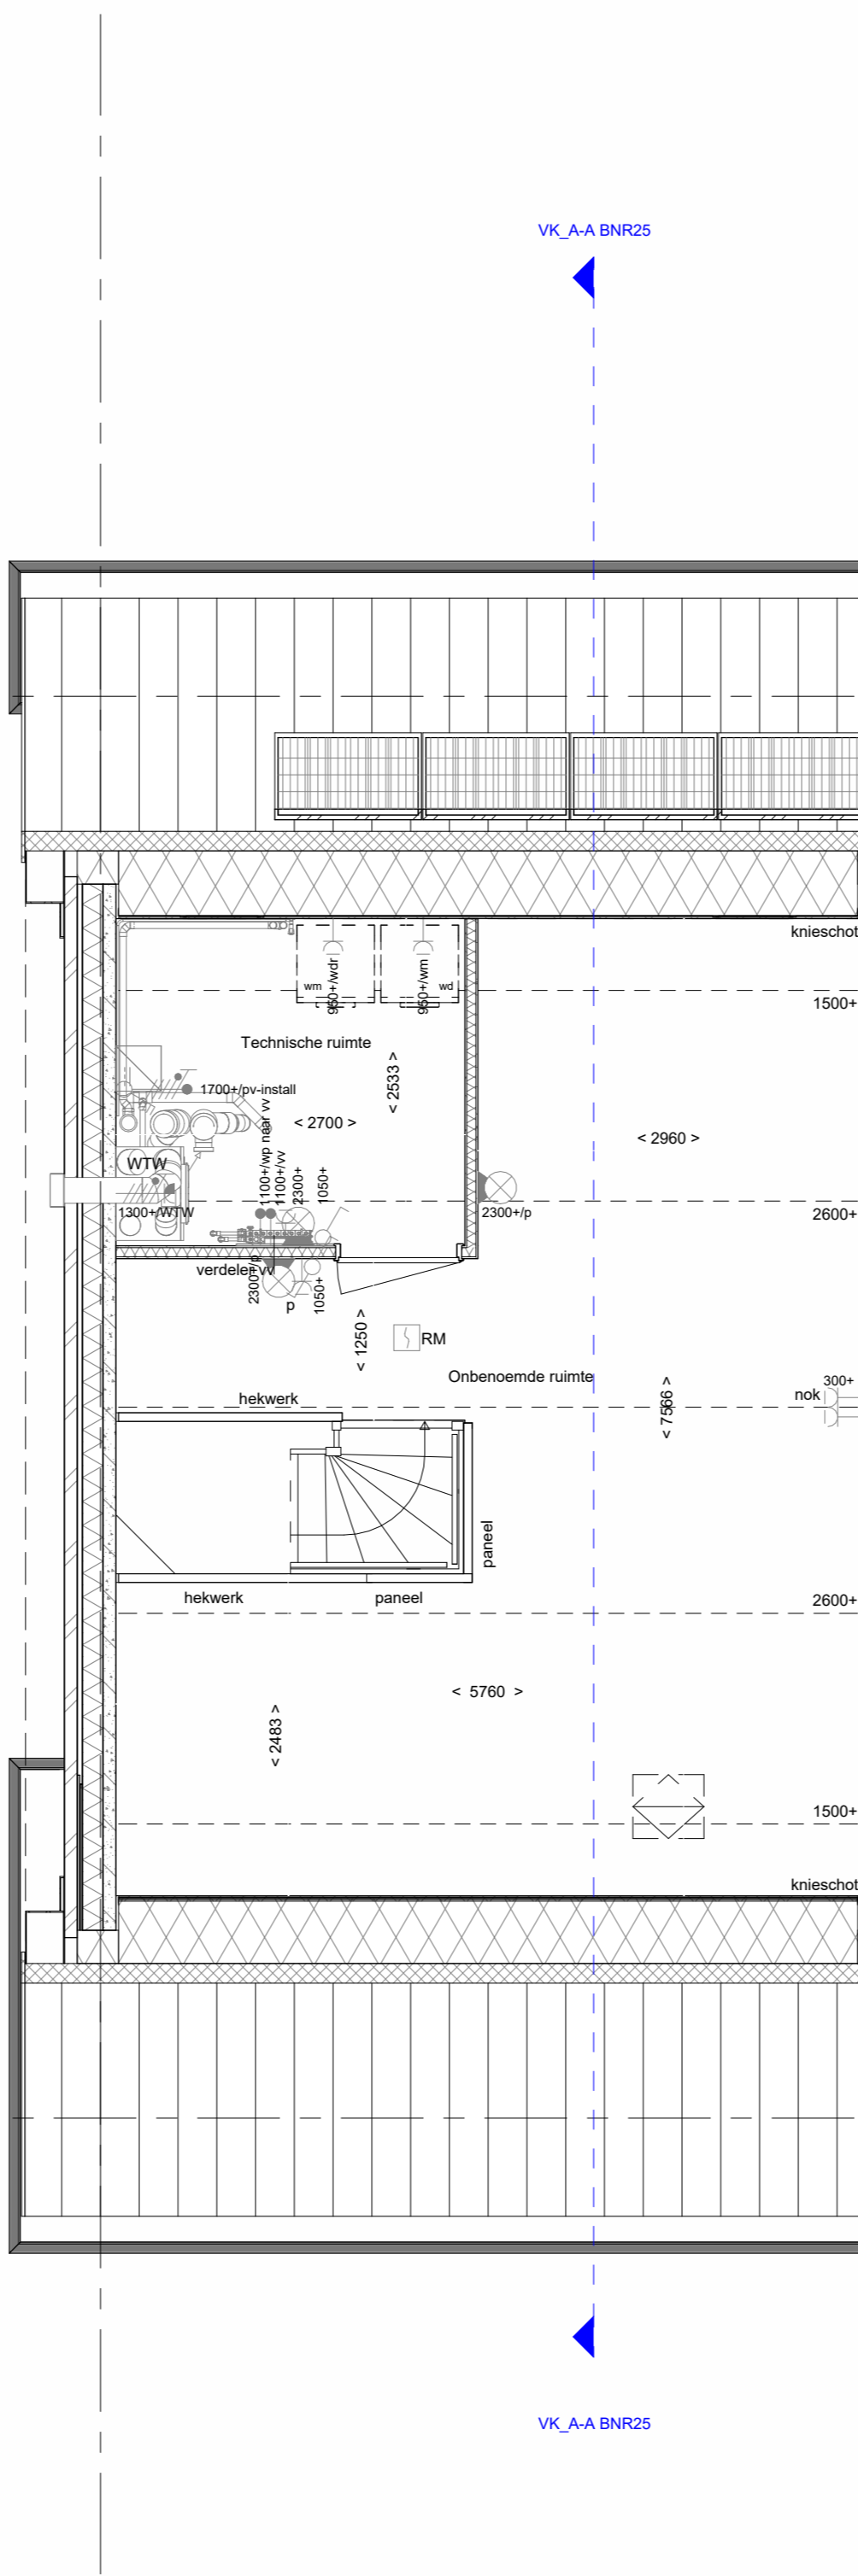 VK_A-A BNR25
knieschot
wm
950+/wdr
950+/wm
wd
1500+
Technische ruimte
< 2533 >
1700+/pv-install
< 2700 >
< 2960 >
WTW
1300+/WTW
1100+/wp naar vv
1100+/vv
2300+
1050+
2300+/p
2600+
verdeler vv
2300+/p
p
1050+
< 1250 >
RM
Onbenoemde ruimte
< 7566 >
300+
nok
hekwerk
paneel
hekwerk
paneel
2600+
< 5760 >
< 2483 >
1500+
knieschot
VK_A-A BNR25